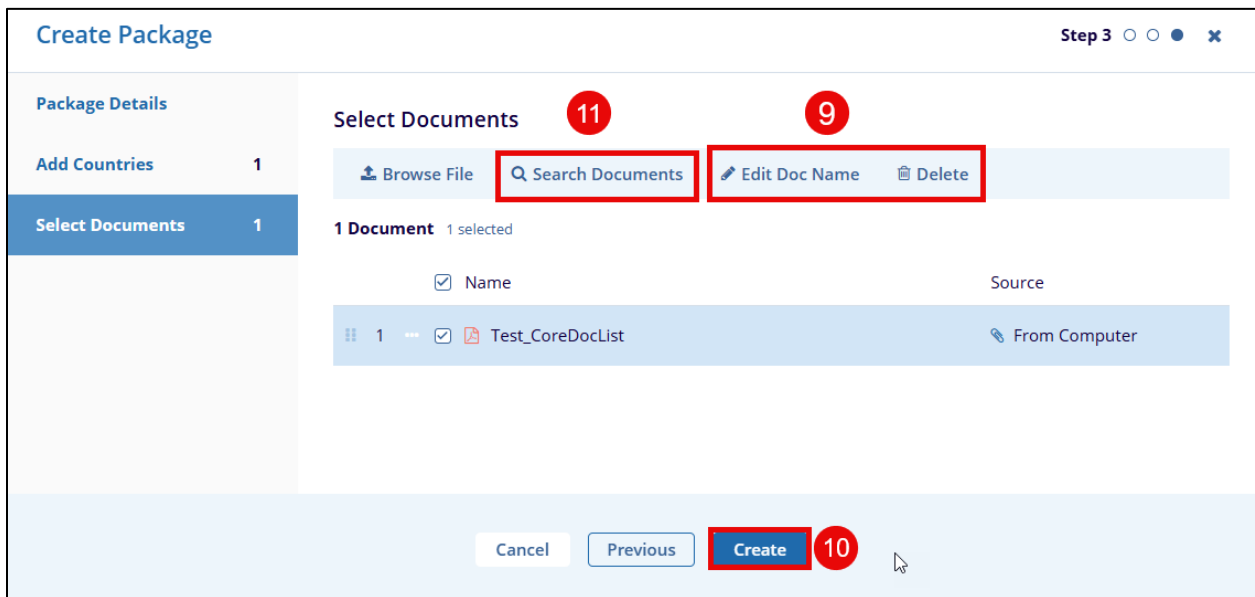 Create Package
Step 3
Package Details
Add Countries 1
Select Documents 1
Select Documents
11
9
Browse File Search Documents Edit Doc Name Delete
1 Document 1 selected
Name Source
1 Test_CoreDocList From Computer
Cancel Previous Create 10